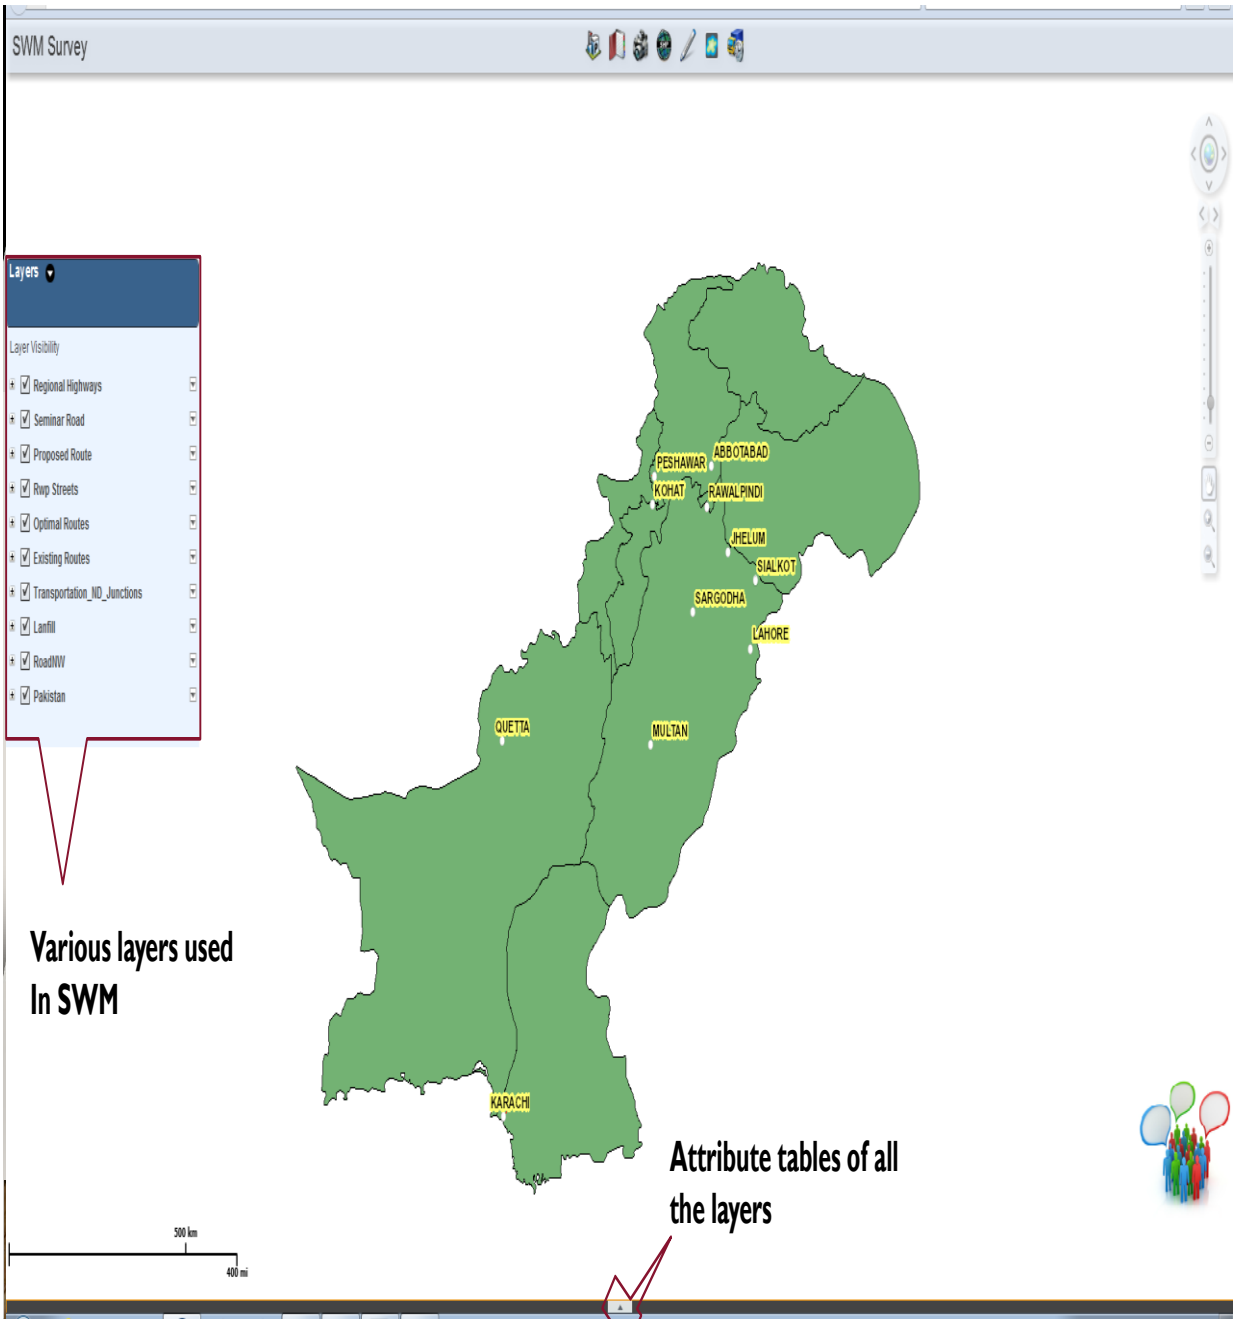 SWM Survey
Layers
Layer Visibility
Regional Highways
Seminar Road
Proposed Route
Rwp Streets
Optimal Routes
Existing Routes
Transportation_ND_Junctions
Lanfill
RoadNW
Pakistan
Various layers used
In SWM
PESHAWAR
ABBOTABAD
KOHAT
RAWALPINDI
JHELUM
SIALKOT
SARGODHA
LAHORE
QUETTA
MULTAN
KARACHI
Attribute tables of all
the layers
500 km
400 mi